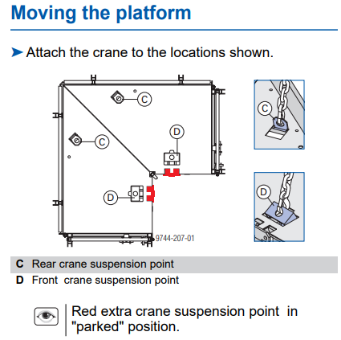 Moving the platform
➤ Attach the crane to the locations shown.
C
C
D
D
9744-207-01
C
D
C Rear crane suspension point
D Front crane suspension point
Red extra crane suspension point in
"parked" position.